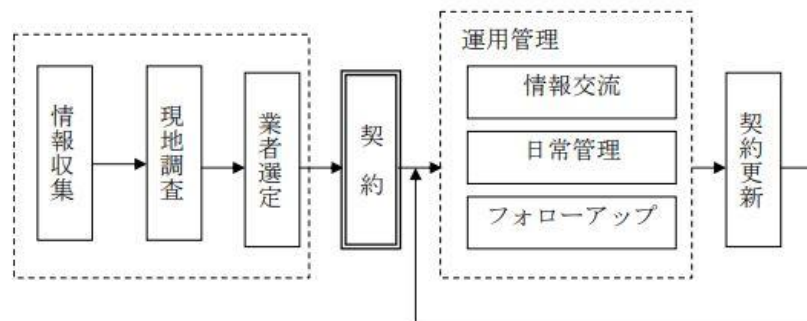 情報収集
現地調査
業者選定
契約
運用管理
情報交流
日常管理
フォローアップ
契約更新